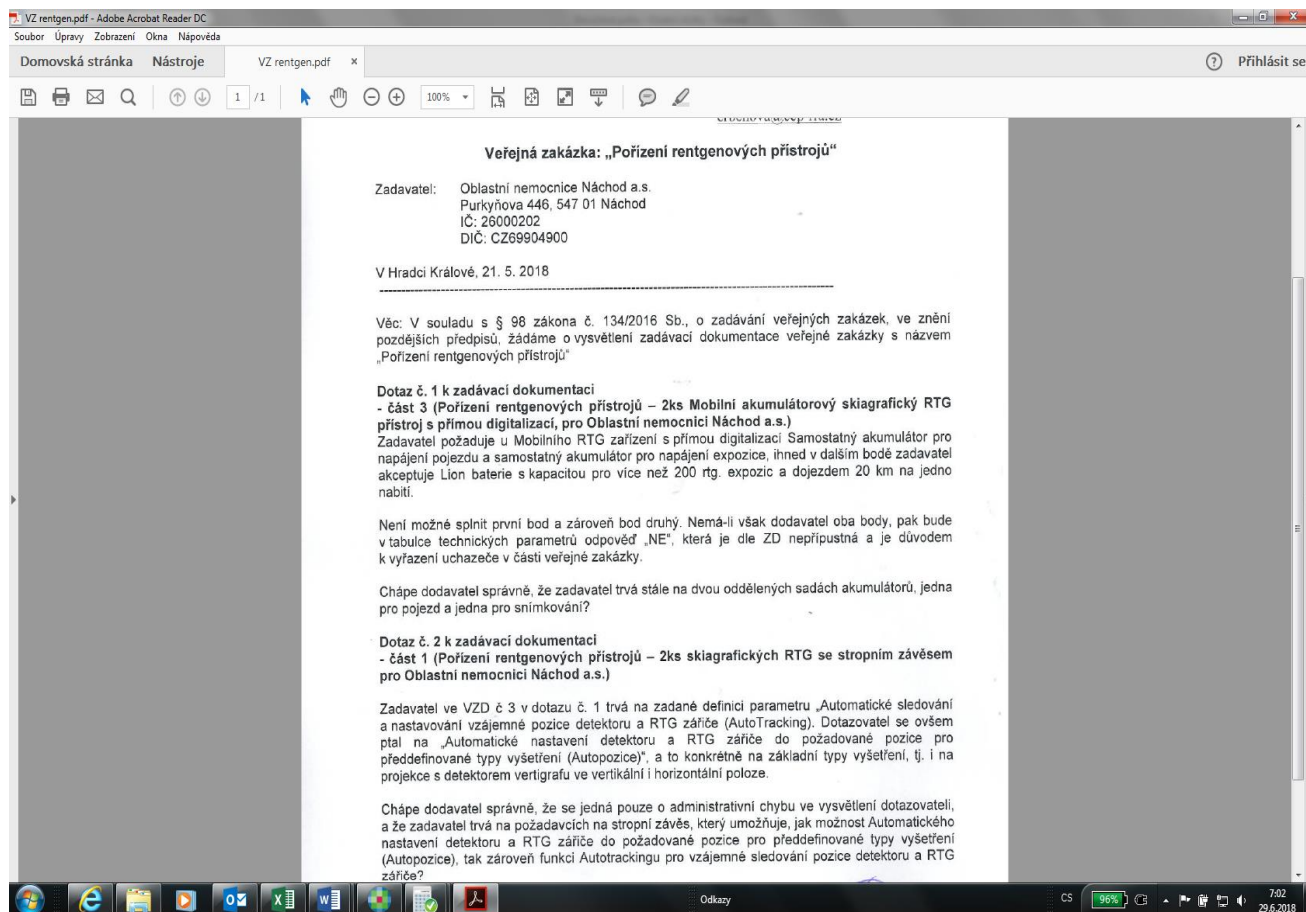 VZ rentgen.pdf - Adobe Acrobat Reader DC
Soubor Úpravy Zobrazení Okna Nápověda
Domovská stránka Nástroje VZ rentgen.pdf × Přihlásit se
1 /1 100%
Veřejná zakázka: „Pořízení rentgenových přístrojů“
Zadavatel: Oblastní nemocnice Náchod a.s.
Purkyňova 446, 547 01 Náchod
IČ: 26000202
DIČ: CZ69904900
V Hradci Králové, 21. 5. 2018
Věc: V souladu s § 98 zákona č. 134/2016 Sb., o zadávání veřejných zakázek, ve znění
pozdějších předpisů, žádáme o vysvětlení zadávací dokumentace veřejné zakázky s názvem
„Pořízení rentgenových přístrojů“
Dotaz č. 1 k zadávací dokumentaci
- část 3 (Pořízení rentgenových přístrojů – 2ks Mobilní akumulátorový skiagrafický RTG
přístroj s přímou digitalizací, pro Oblastní nemocnici Náchod a.s.)
Zadavatel požaduje u Mobilního RTG zařízení s přímou digitalizací Samostatný akumulátor pro
napájení pojezdu a samostatný akumulátor pro napájení expozice, ihned v dalším bodě zadavatel
akceptuje Lion baterie s kapacitou pro více než 200 rtg. expozic a dojezdem 20 km na jedno
nabití.
Není možné splnit první bod a zároveň bod druhý. Nemá-li však dodavatel oba body, pak bude
v tabulce technických parametrů odpověď „NE“, která je dle ZD nepřípustná a je důvodem
k vyřazení uchazeče v části veřejné zakázky.
Chápe dodavatel správně, že zadavatel trvá stále na dvou oddělených sadách akumulátorů, jedna
pro pojezd a jedna pro snímkování?
Dotaz č. 2 k zadávací dokumentaci
- část 1 (Pořízení rentgenových přístrojů – 2ks skiagrafických RTG se stropním závěsem
pro Oblastní nemocnici Náchod a.s.)
Zadavatel ve VZD č 3 v dotazu č. 1 trvá na zadané definici parametru „Automatické sledování
a nastavování vzájemné pozice detektoru a RTG zářiče (AutoTracking). Dotazovatel se ovšem
ptal na „Automatické nastavení detektoru a RTG zářiče do požadované pozice pro
předdefinované typy vyšetření (Autopozice)“, a to konkrétně na základní typy vyšetření, tj. i na
projekce s detektorem vertigrafu ve vertikální i horizontální poloze.
Chápe dodavatel správně, že se jedná pouze o administrativní chybu ve vysvětlení dotazovateli,
a že zadavatel trvá na požadavcích na stropní závěs, který umožňuje, jak možnost Automatického
nastavení detektoru a RTG zářiče do požadované pozice pro předdefinované typy vyšetření
(Autopozice), tak zároveň funkci Autotrackingu pro vzájemné sledování pozice detektoru a RTG
zářiče?
Odkazy CS 96% 7:02
29.6.2018